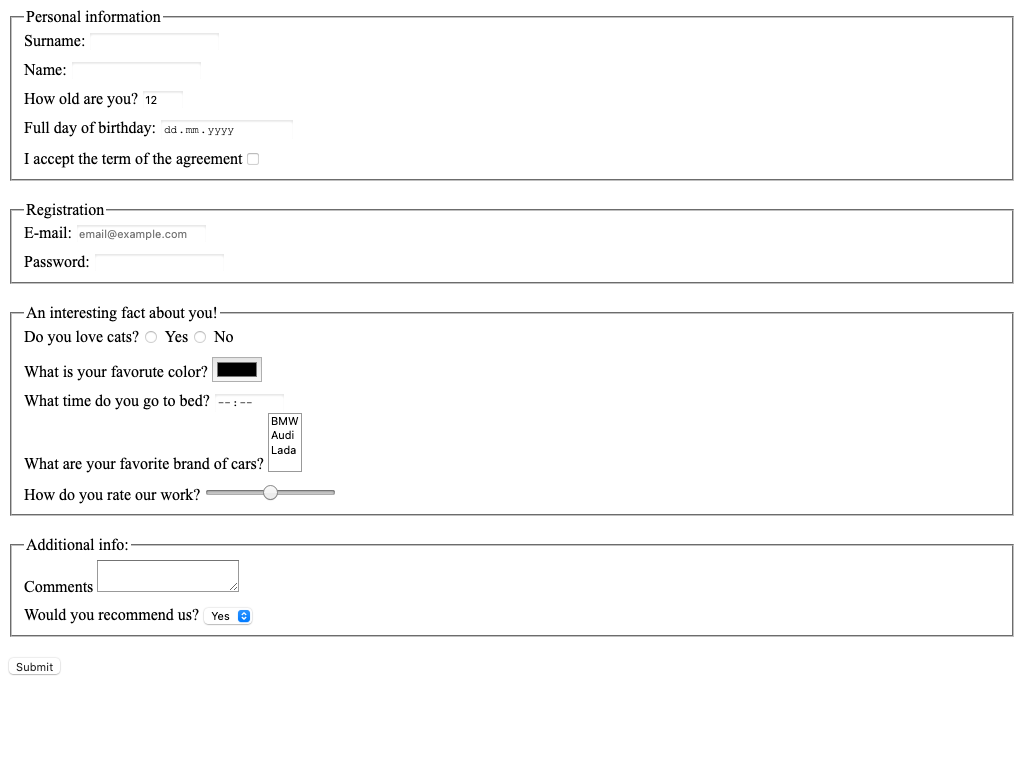 Personal information
Surname:
Name:
How old are you? 12
Full day of birthday: dd.mm.yyyy
I accept the term of the agreement
Registration
E-mail: email@example.com
Password:
An interesting fact about you!
Do you love cats? Yes No
What is your favorute color?
What time do you go to bed? --:--
BMW
Audi
Lada
What are your favorite brand of cars?
How do you rate our work?
Additional info:
Comments
Would you recommend us? Yes
Submit